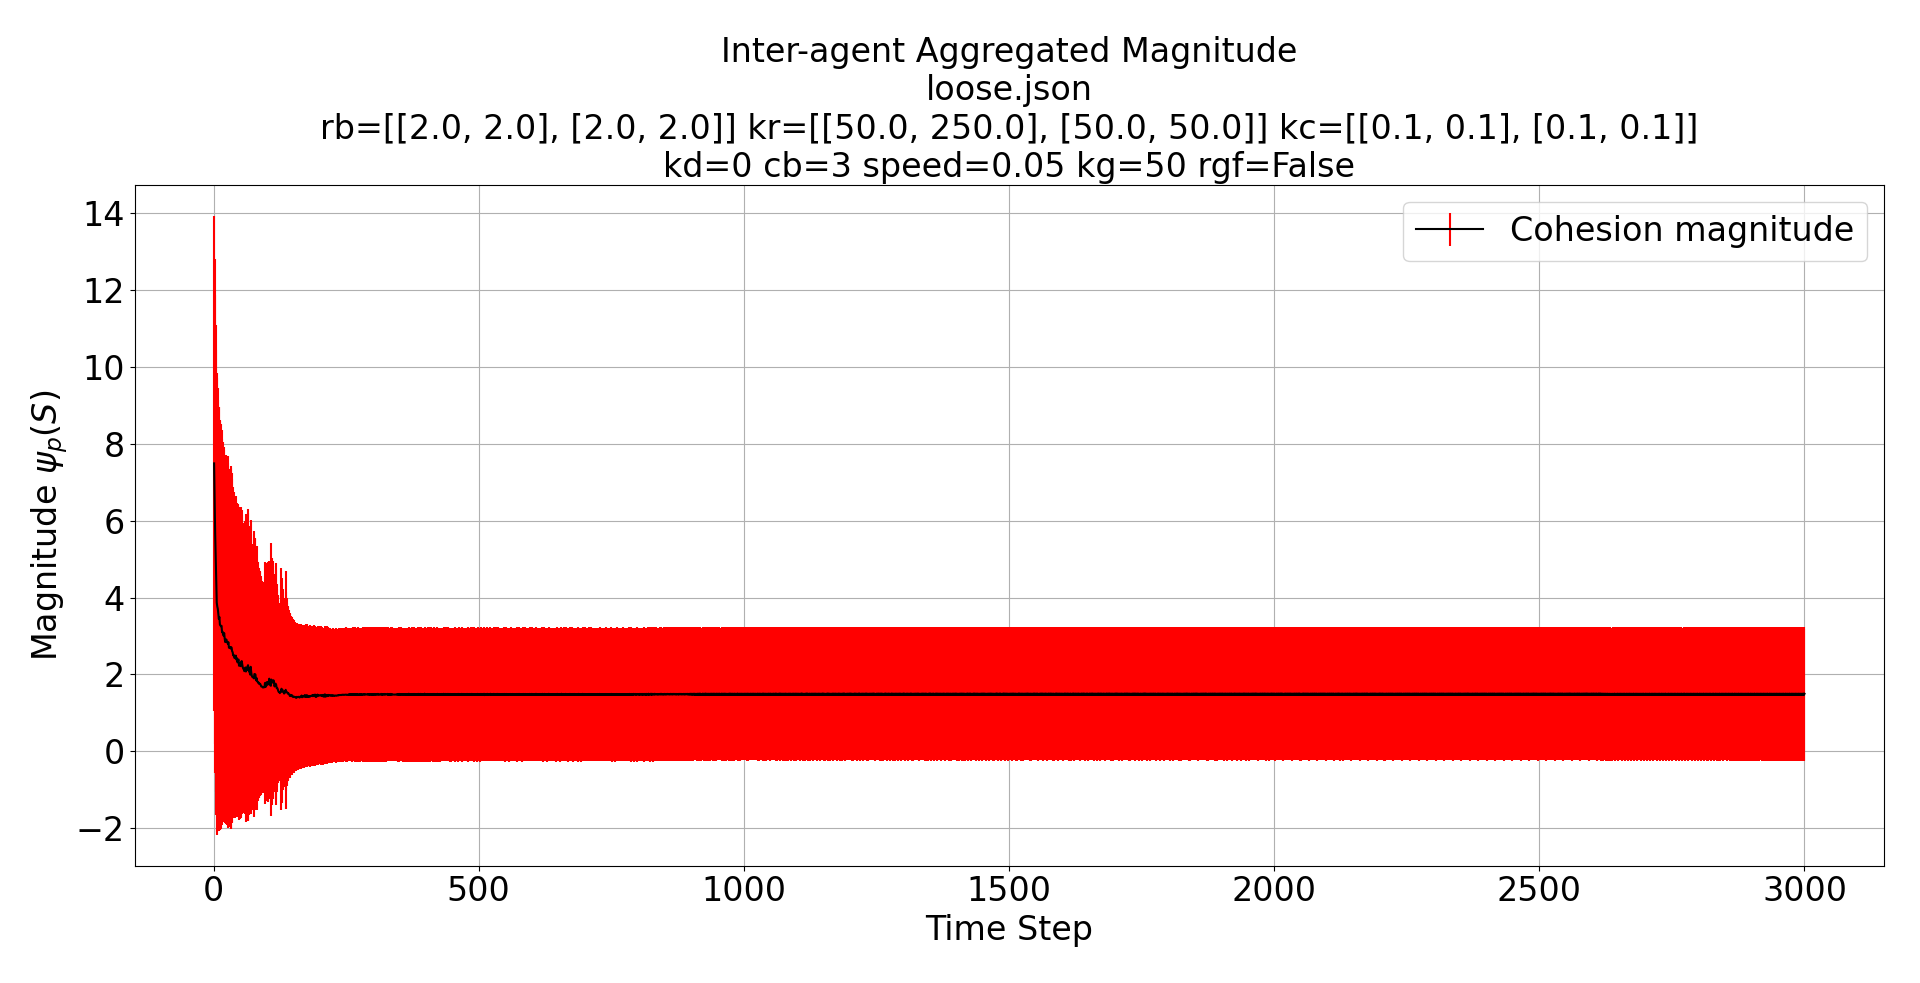 Inter-agent Aggregated Magnitude
loose.json
rb=[[2.0, 2.0], [2.0, 2.0]] kr=[[50.0, 250.0], [50.0, 50.0]] kc=[[0.1, 0.1], [0.1, 0.1]]
kd=0 cb=3 speed=0.05 kg=50 rgf=False
Cohesion magnitude
Magnitude ψ_p(S)
14
12
10
8
6
4
2
0
−2
0 500 1000 1500 2000 2500 3000
Time Step